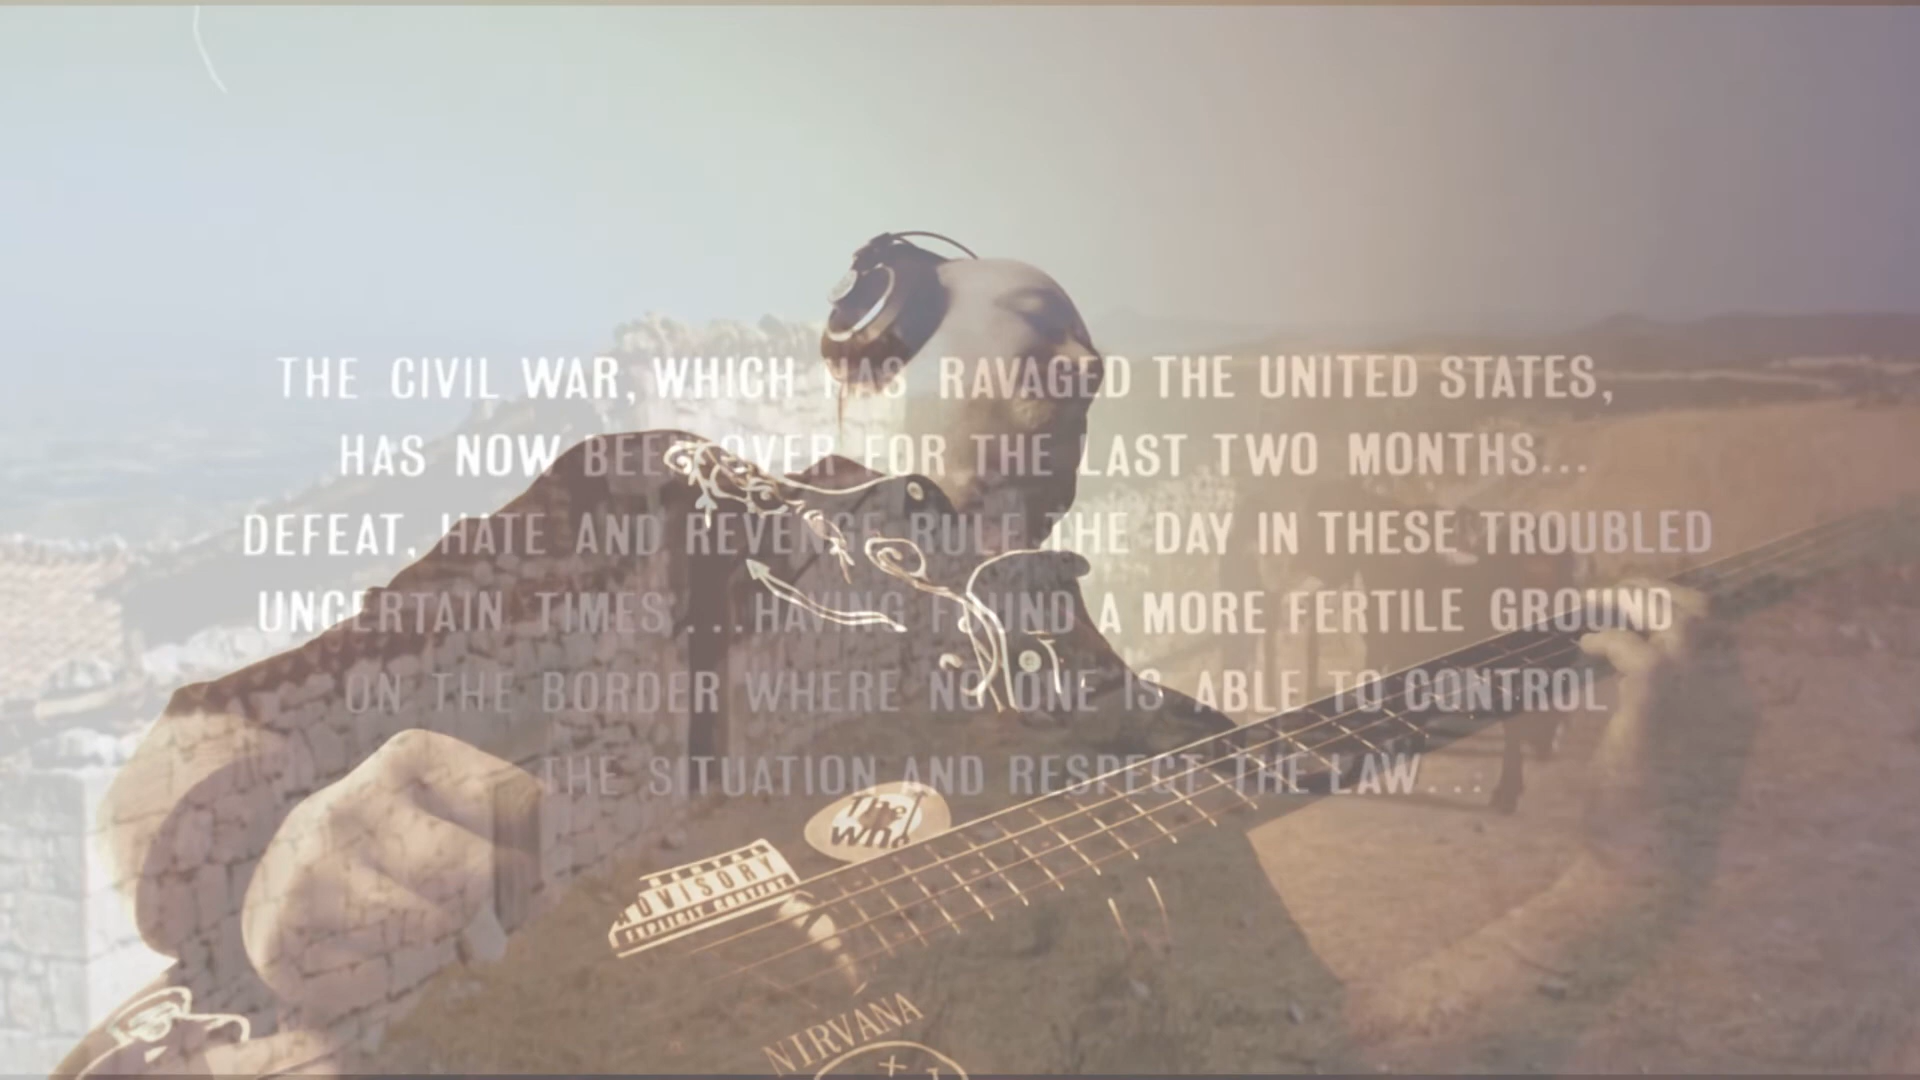 THE CIVIL WAR, WHICH HAS RAVAGED THE UNITED STATES,
HAS NOW BEEN OVER FOR THE LAST TWO MONTHS...
DEFEAT, HATE AND REVENGE RULE THE DAY IN THESE TROUBLED
UNCERTAIN TIMES...HAVING FOUND A MORE FERTILE GROUND
ON THE BORDER WHERE NO ONE IS ABLE TO CONTROL
THE SITUATION AND RESPECT THE LAW...
The
Who
ADVISORY
EXPLICIT CONTENT
NIRVANA